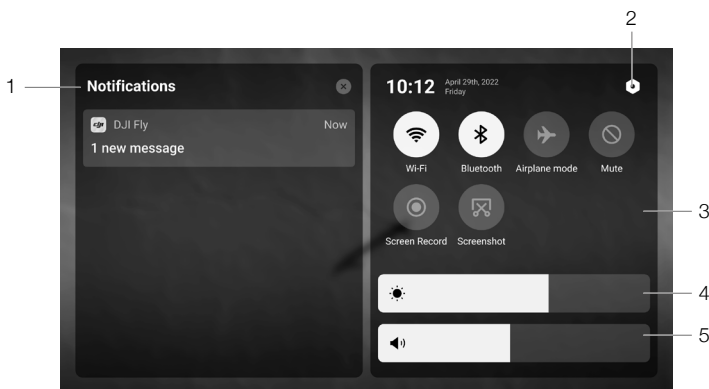 2
1
Notifications
10:12
April 29th, 2022
Friday
dji DJI Fly
Now
1 new message
Wi-Fi
Bluetooth
Airplane mode
Mute
3
Screen Record
Screenshot
4
5